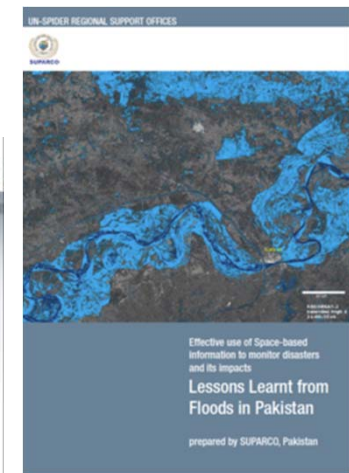 UN-SPIDER REGIONAL SUPPORT OFFICES
SUPARCO
Effective use of Space-based
information to monitor disasters
and its impacts
Lessons Learnt from
Floods in Pakistan
prepared by SUPARCO, Pakistan